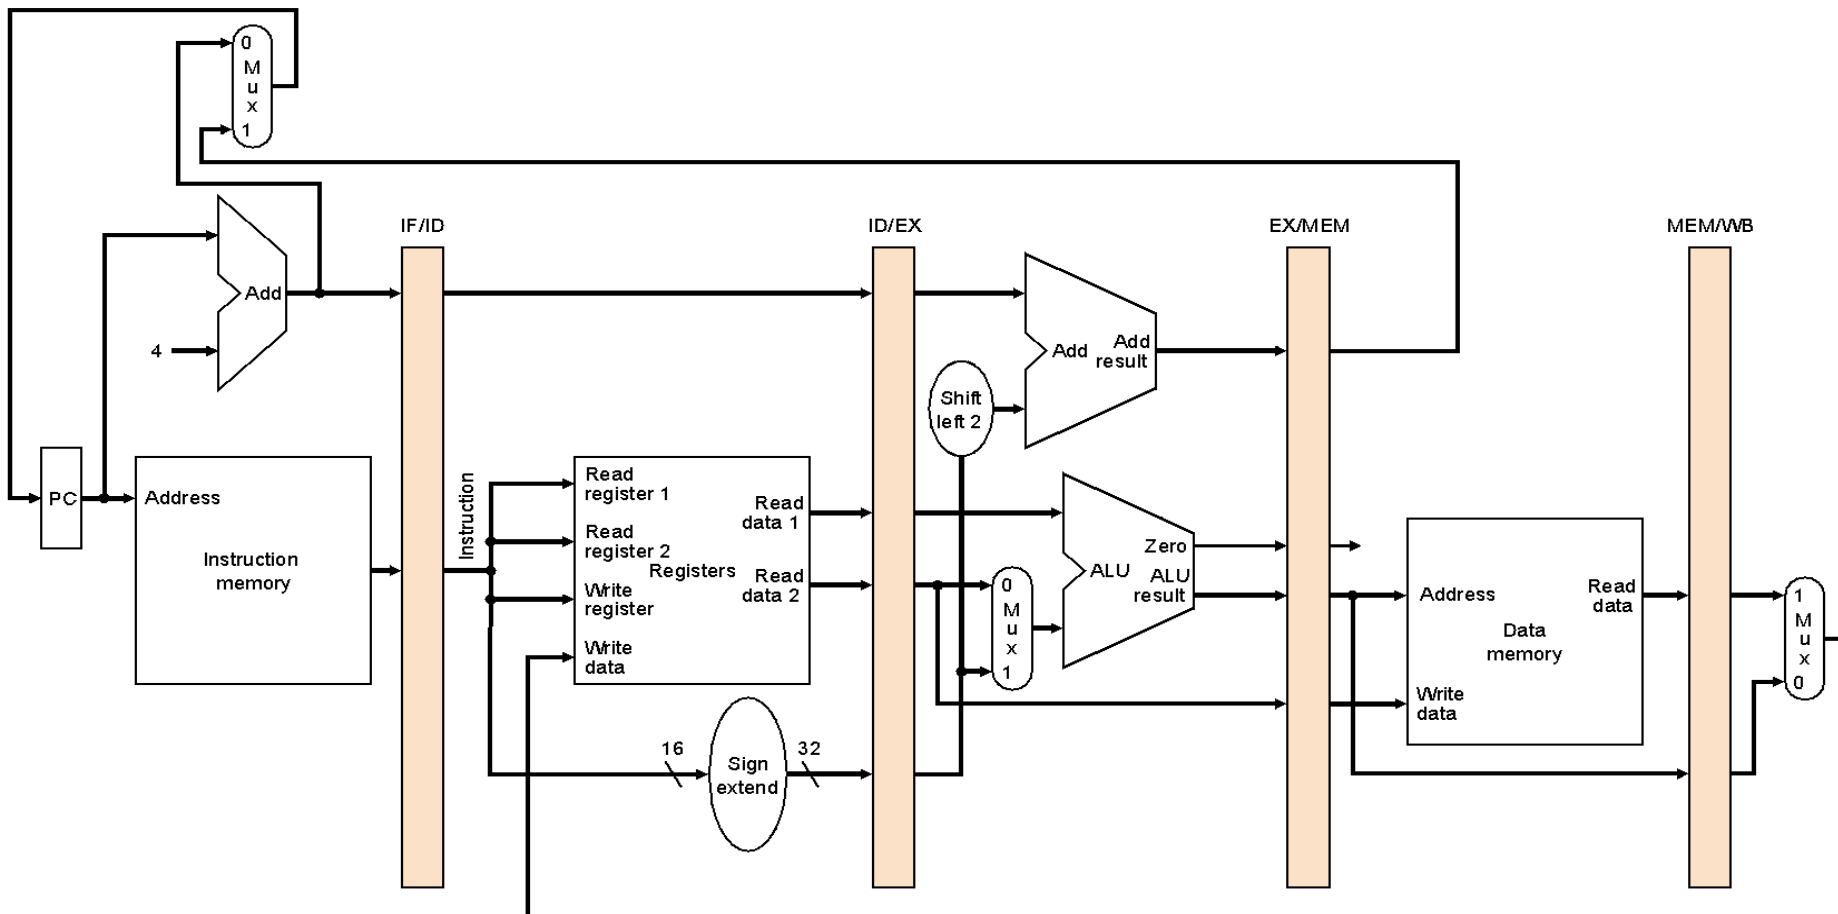 0
M
u
x
1
IF/ID
ID/EX
EX/MEM
MEM/WB
Add
4
Add
Add
result
Shift
left 2
PC
Address
Instruction
memory
Instruction
Read
register 1
Read
register 2
Registers
Write
register
Write
data
Read
data 1
Read
data 2
16
Sign
extend
32
0
M
u
x
1
Zero
ALU
ALU
result
Address
Read
data
Data
memory
Write
data
1
M
u
x
0